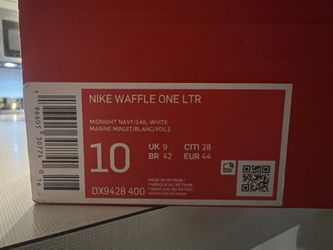 NIKE WAFFLE ONE LTR
MIDNIGHT NAVY/SAIL-WHITE
MARINE MINUIT/BLANC/VOILE
10
UK 9 CITI 28
BR 42 EUR 44
DX9428 400
MADE IN VIETNAM /
FABRIQUÉ AU VIETNAM /